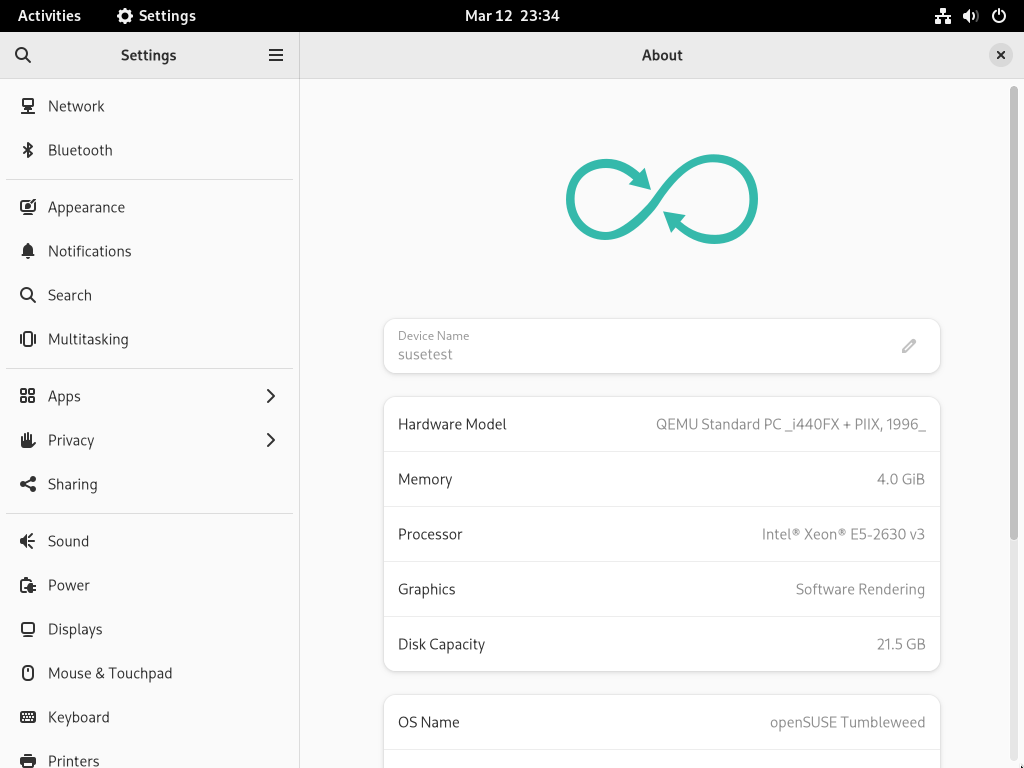 Activities Settings Mar 12 23:34
Settings
About
Network
Bluetooth
Appearance
Notifications
Search
Multitasking
Apps
Privacy
Sharing
Sound
Power
Displays
Mouse & Touchpad
Keyboard
Printers
Device Name
susetest
Hardware Model QEMU Standard PC _i440FX + PIIX, 1996_
Memory 4.0 GiB
Processor Intel® Xeon® E5-2630 v3
Graphics Software Rendering
Disk Capacity 21.5 GB
OS Name openSUSE Tumbleweed